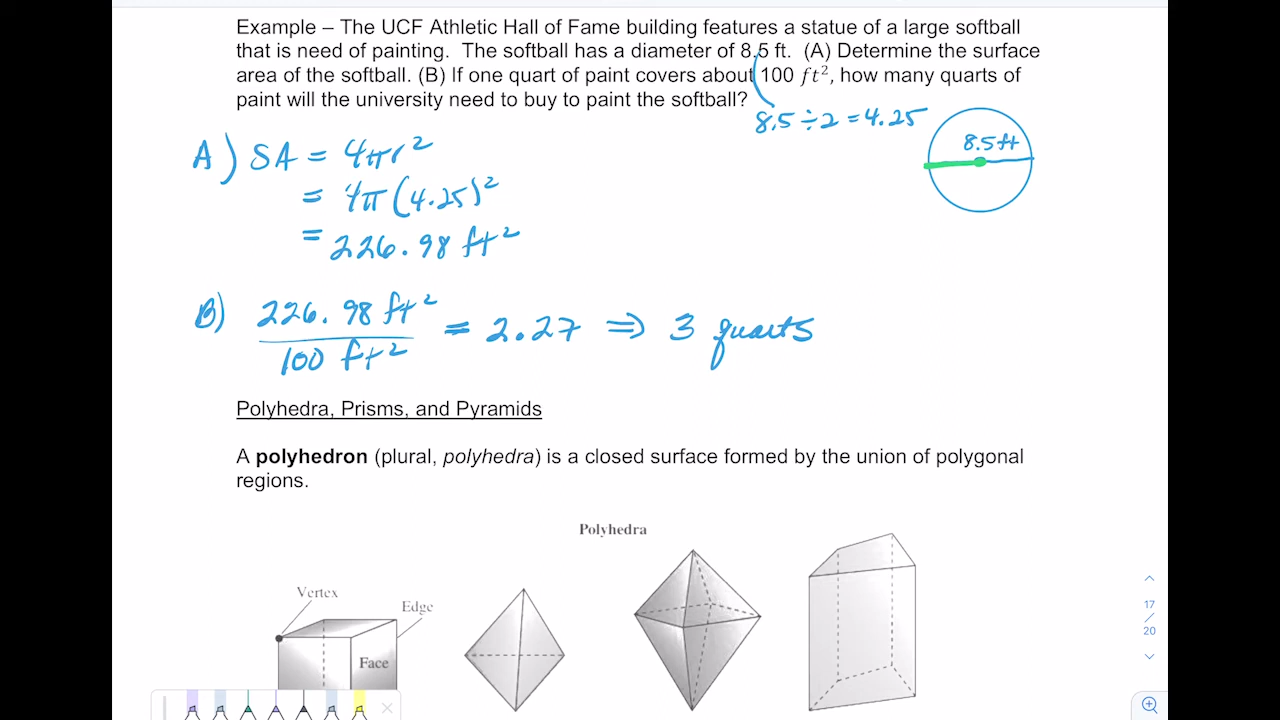 Example – The UCF Athletic Hall of Fame building features a statue of a large softball
that is need of painting. The softball has a diameter of 8.5 ft. (A) Determine the surface
area of the softball. (B) If one quart of paint covers about 100 ft², how many quarts of
paint will the university need to buy to paint the softball?
8.5 ÷ 2 = 4.25
8.5 ft
A) SA = 4πr²
= 4π(4.25)²
= 226.98 ft²
B) 226.98 ft²
100 ft²
= 2.27 ⇒ 3 quarts
Polyhedra, Prisms, and Pyramids
A polyhedron (plural, polyhedra) is a closed surface formed by the union of polygonal
regions.
Polyhedra
Vertex
Edge
Face
17
/
20